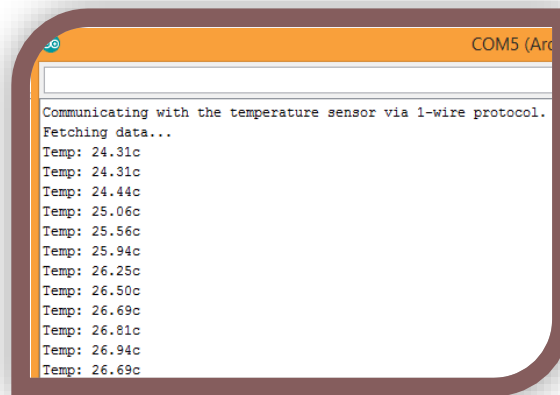 COM5 (Ard
Communicating with the temperature sensor via 1-wire protocol.
Fetching data...
Temp: 24.31c
Temp: 24.31c
Temp: 24.44c
Temp: 25.06c
Temp: 25.56c
Temp: 25.94c
Temp: 26.25c
Temp: 26.50c
Temp: 26.69c
Temp: 26.81c
Temp: 26.94c
Temp: 26.69c